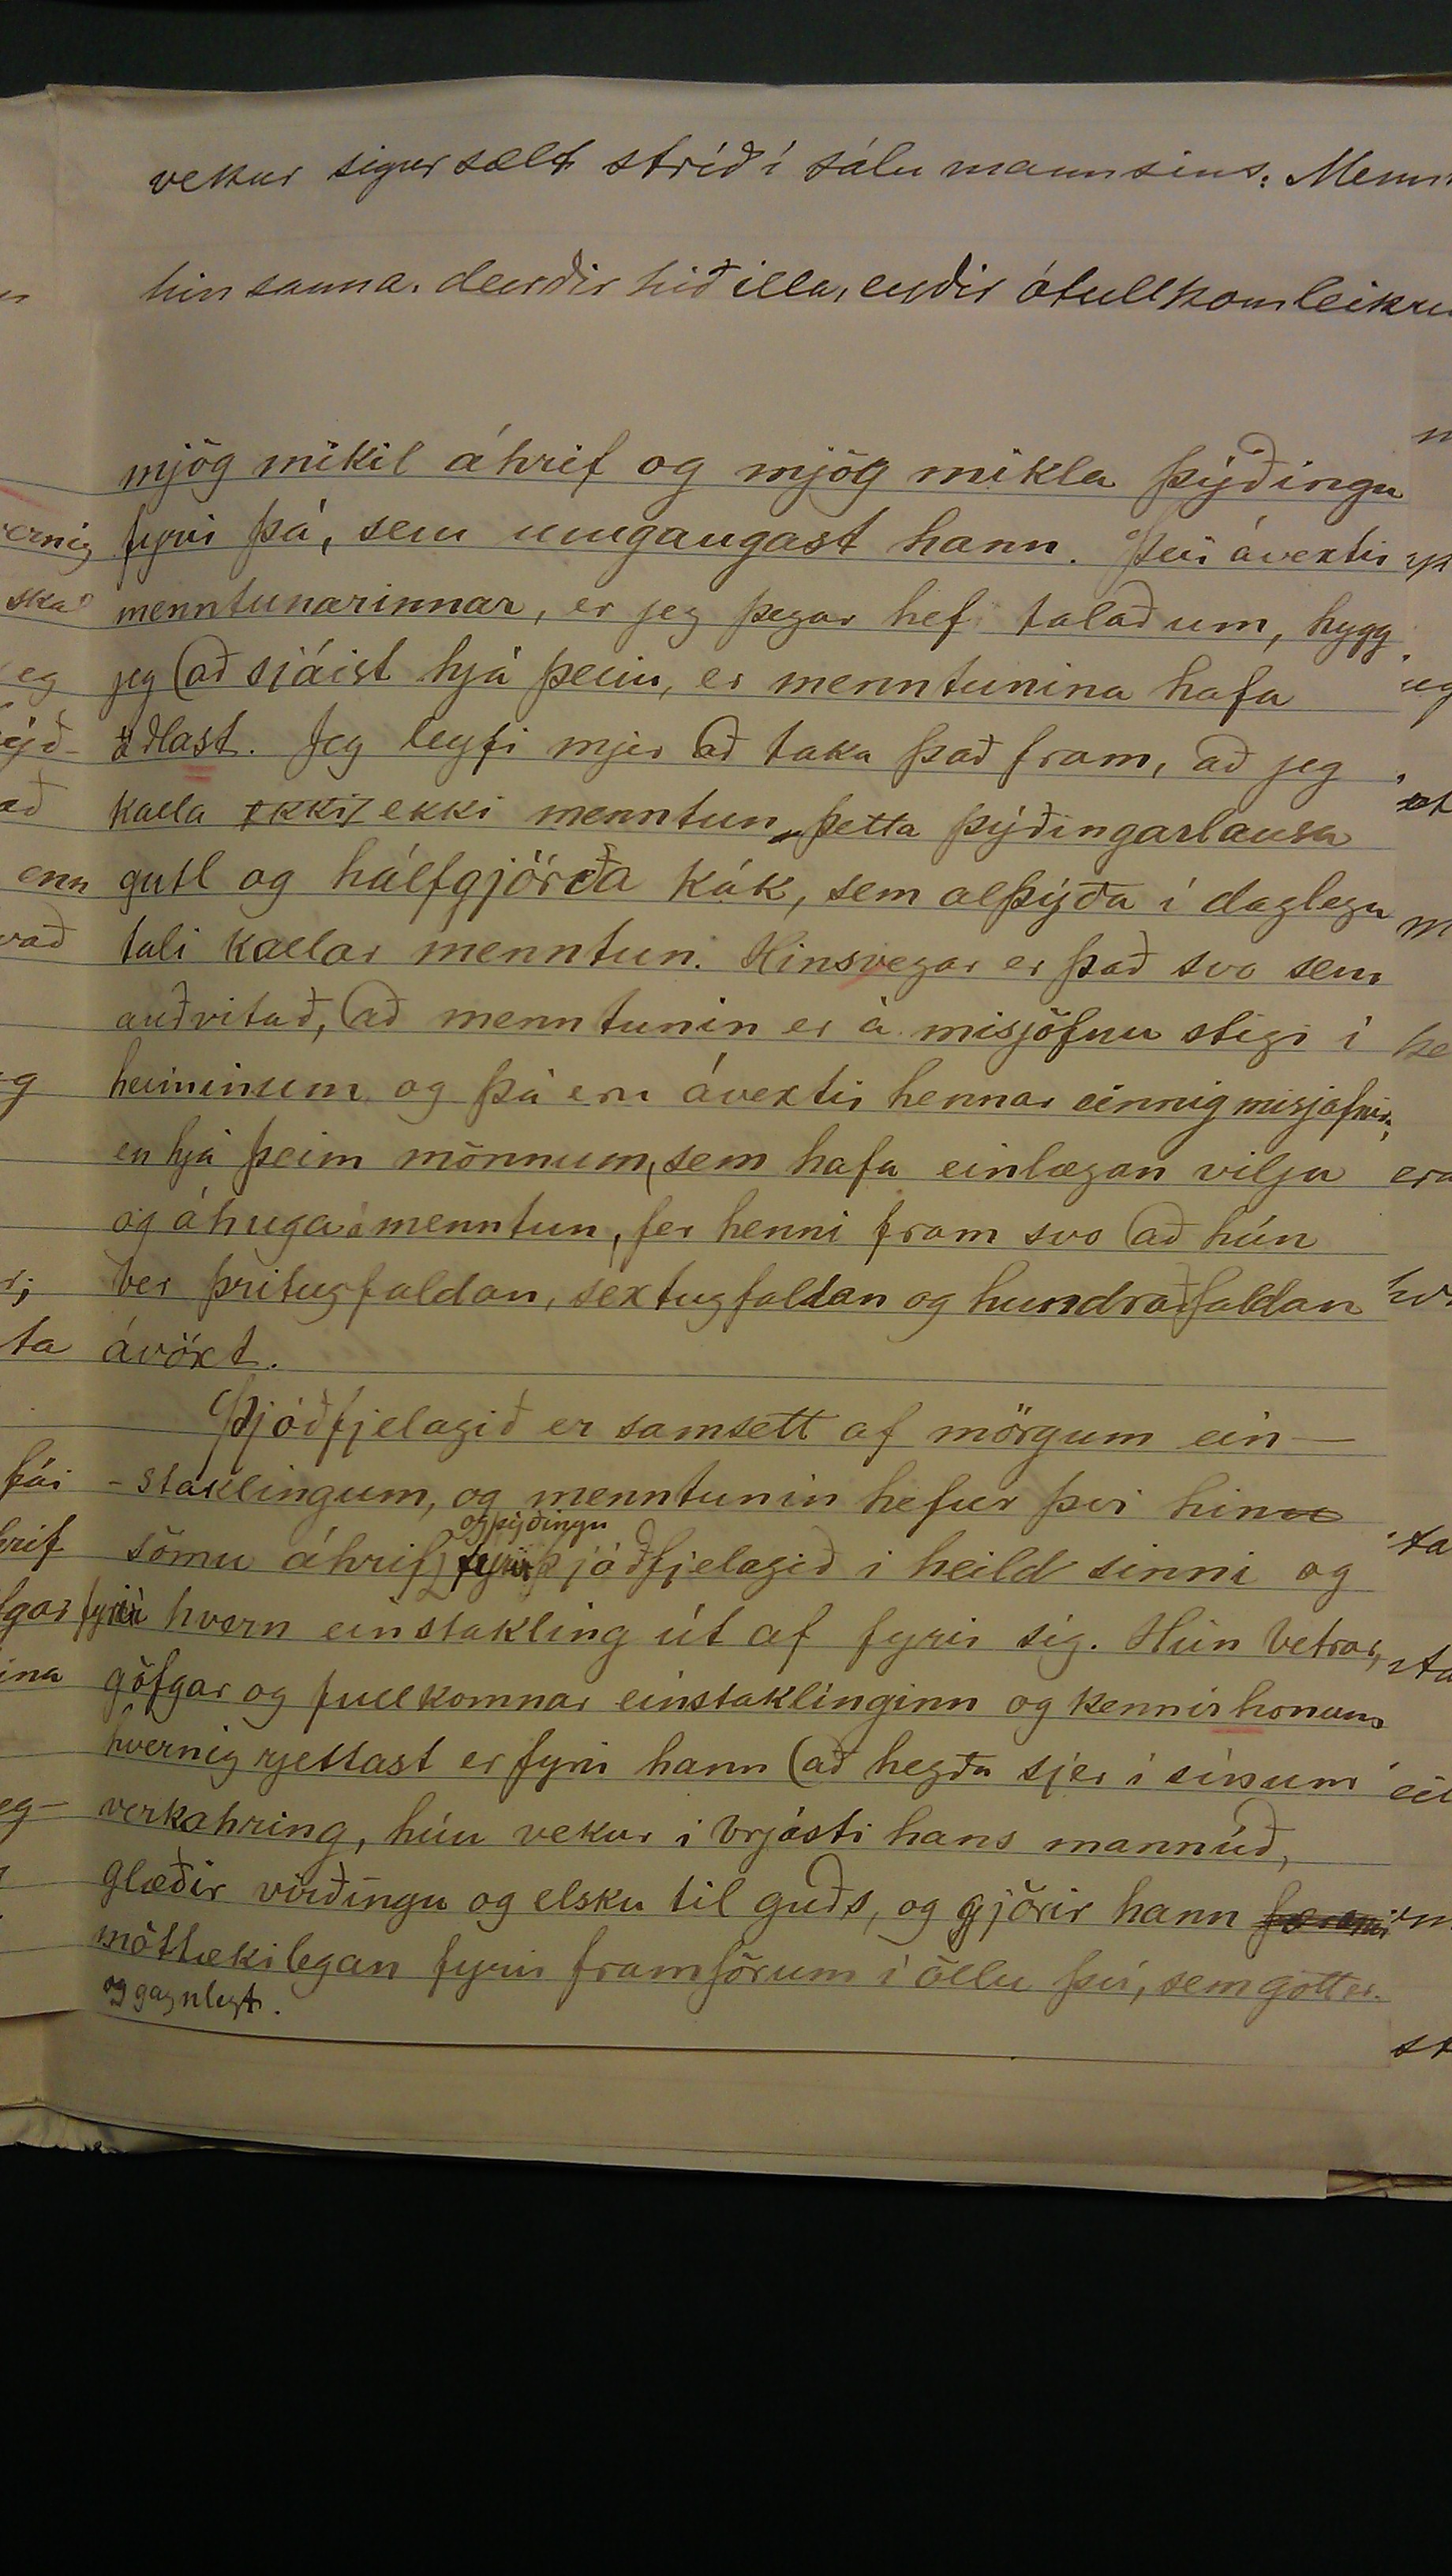 vekur sigursælt stríð í sálu mannsins: Mennt
hin sanna, deyðir hið illa, eyðir ófullkomleikru
mjög mikil áhrif og mjög mikla þýðingu
fyrir þá, sem umgangast hann. Þeir ávextir
menntunarinnar, er jeg þegar hef talað um, hygg
jeg að sjáist hjá þeim, er menntunina hafa
öðlast. Jeg leyfi mjer að taka það fram, að jeg
kalla ekki ekki menntun þetta þýðingarlausa
gutl og hálfgjörða kák, sem alþýða í daglegu
tali kallar menntun. Hinsvegar er það svo sem
auðvitað, að menntunin er á misjöfnu stigi í
heiminum og þá eru ávextir hennar einnig misjafnir,
en hjá þeim mönnum, sem hafa einlægan vilja
og áhuga á menntun, fer henni fram svo að hún
ber þrítugfaldan, sextugfaldan og hundraðfaldan
ávöxt.
Þjóðfjelagið er samsett af mörgum ein-
-staklingum, og menntunin hefur því hina
og þýðingu
sömu áhrif fyrir þjóðfjelagið í heild sinni og
fyrir hvern einstakling út af fyrir sig. Hún betrar,
göfgar og fullkomnar einstaklinginn og kennir honum
hvernig rjettast er fyrir hann að hegða sjer í sínum
verkahring, hún vekur í brjósti hans mannúð,
glæðir virðingu og elsku til guðs, og gjörir hann
móttækilegan fyrir framförum í öllu því, sem gott er
og gagnlegt.